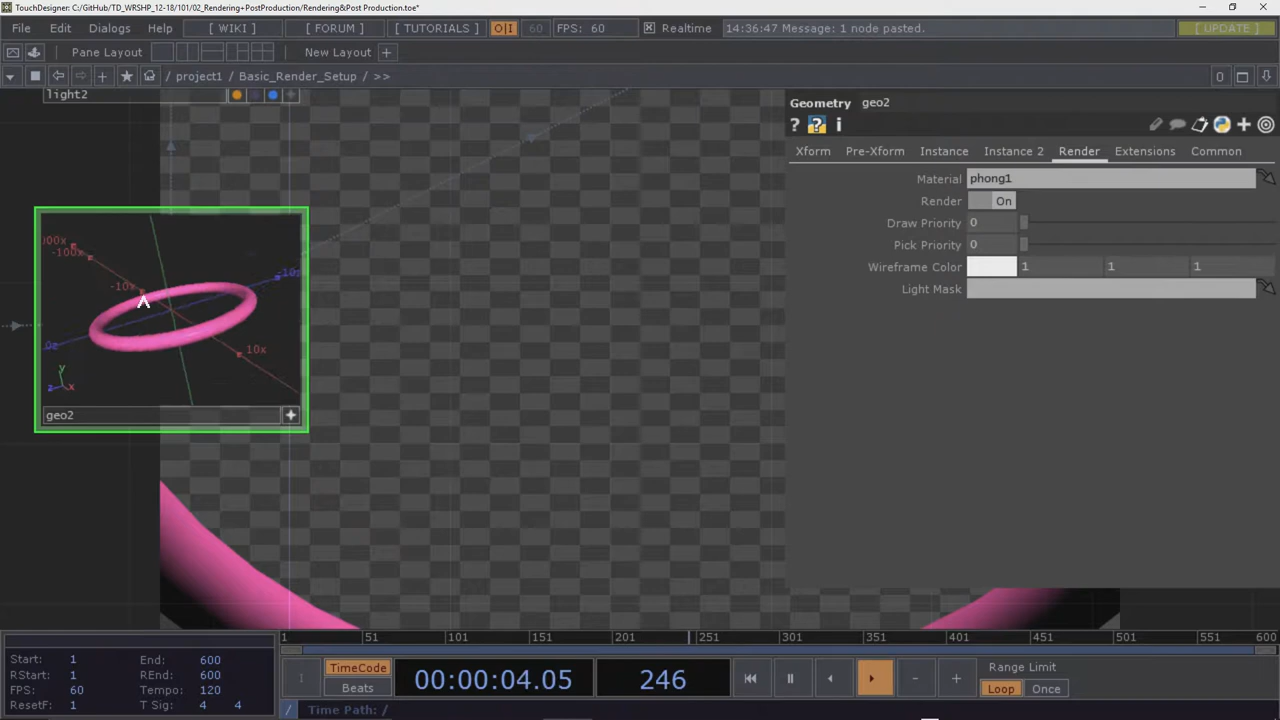 TouchDesigner: C:/GitHub/TD_WRSHP_12-18/101/02_Rendering+PostProduction/Rendering&Post Production.toe*
File Edit Dialogs Help [ WIKI ] [ FORUM ] [ TUTORIALS ] O|I 60 FPS: 60 Realtime 14:36:47 Message: 1 node pasted. [ UPDATE ]
Pane Layout New Layout +
/ project1 / Basic_Render_Setup / >> 0
light2
Geometry geo2
? ? i
Xform Pre-Xform Instance Instance 2 Render Extensions Common
Material phong1
Render On
Draw Priority 0
Pick Priority 0
Wireframe Color 1 1 1
Light Mask
-100x
-10x
10x
y
z x
geo2
1 51 101 151 201 251 301 351 401 451 501 551 600
Start: 1 End: 600
RStart: 1 REnd: 600
FPS: 60 Tempo: 120
ResetF: 1 T Sig: 4 4
1 TimeCode Beats 00:00:04.05 246 - +
Range Limit
Loop Once
/ Time Path: /